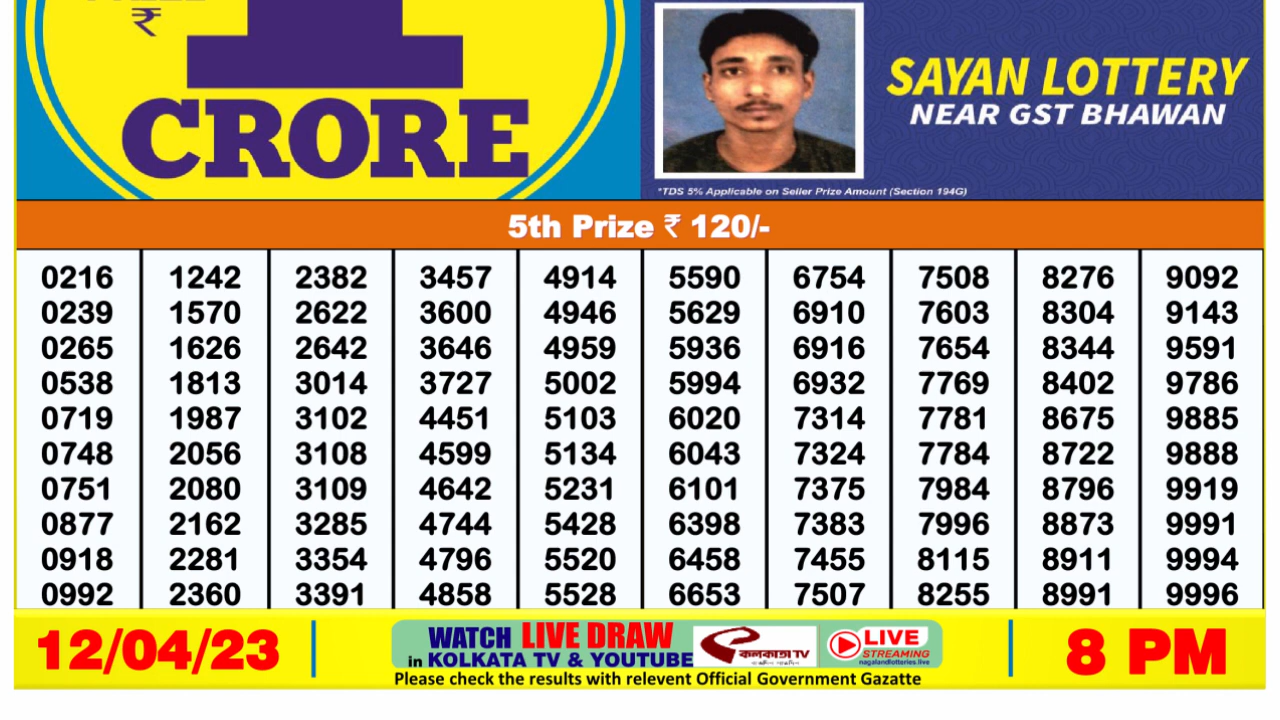 ₹
1
CRORE
SAYAN LOTTERY
NEAR GST BHAWAN
*TDS 5% Applicable on Seller Prize Amount (Section 194G)
5th Prize ₹ 120/-
0216 1242 2382 3457 4914 5590 6754 7508 8276 9092
0239 1570 2622 3600 4946 5629 6910 7603 8304 9143
0265 1626 2642 3646 4959 5936 6916 7654 8344 9591
0538 1813 3014 3727 5002 5994 6932 7769 8402 9786
0719 1987 3102 4451 5103 6020 7314 7781 8675 9885
0748 2056 3108 4599 5134 6043 7324 7784 8722 9888
0751 2080 3109 4642 5231 6101 7375 7984 8796 9919
0877 2162 3285 4744 5428 6398 7383 7996 8873 9991
0918 2281 3354 4796 5520 6458 7455 8115 8911 9994
0992 2360 3391 4858 5528 6653 7507 8255 8991 9996
12/04/23
WATCH LIVE DRAW
in KOLKATA TV & YOUTUBE
কলকাতা TV
LIVE
STREAMING
nagalandlotteries.live
8 PM
Please check the results with relevent Official Government Gazatte